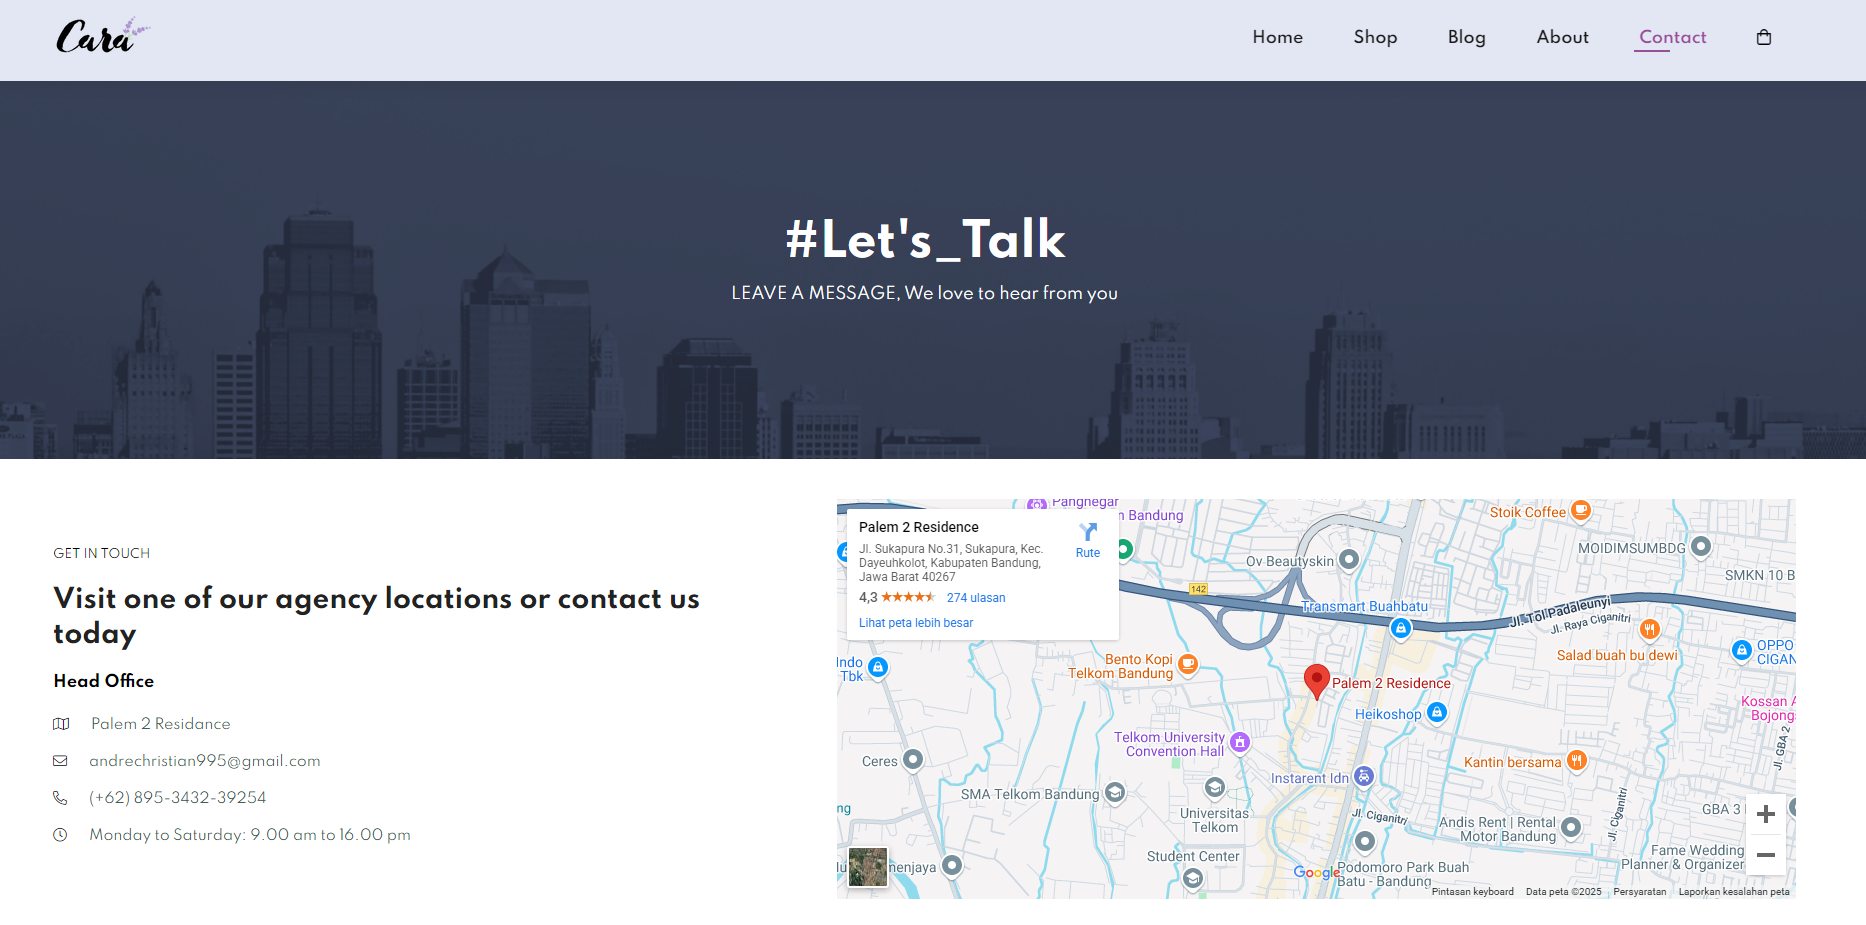 Cara
Home
Shop
Blog
About
Contact
#Let's_Talk
LEAVE A MESSAGE, We love to hear from you
GET IN TOUCH
Visit one of our agency locations or contact us
today
Head Office
Palem 2 Residance
andrechristian995@gmail.com
(+62) 895-3432-39254
Monday to Saturday: 9.00 am to 16.00 pm
Palem 2 Residence
Jl. Sukapura No.31, Sukapura, Kec.
Dayeuhkolot, Kabupaten Bandung,
Jawa Barat 40267
4,3
274 ulasan
Lihat peta lebih besar
Rute
Panghegar
n Bandung
Stoik Coffee
MOIDIMSUMBDG
Ov Beautyskin
SMKN 10 B
142
Transmart Buahbatu
Jl. Tol Padaleunyi
Jl. Raya Ciganitri
Salad buah bu dewi
OPPO
CIGAN
Indo
Tbk
Bento Kopi
Telkom Bandung
Palem 2 Residence
Heikoshop
Kossan A
Bojongs
Telkom University
Convention Hall
Jl. GBA 2
Ceres
Instarent Idn
Kantin bersama
SMA Telkom Bandung
Universitas
Telkom
Jl. Ciganitri
Jl. Ciganitri
GBA 3
Andis Rent | Rental
Motor Bandung
ng
Student Center
Fame Wedding
Planner & Organizer
enjaya
Podomoro Park Buah
Batu - Bandung
Google
Pintasan keyboard
Data peta ©2025
Persyaratan
Laporkan kesalahan peta